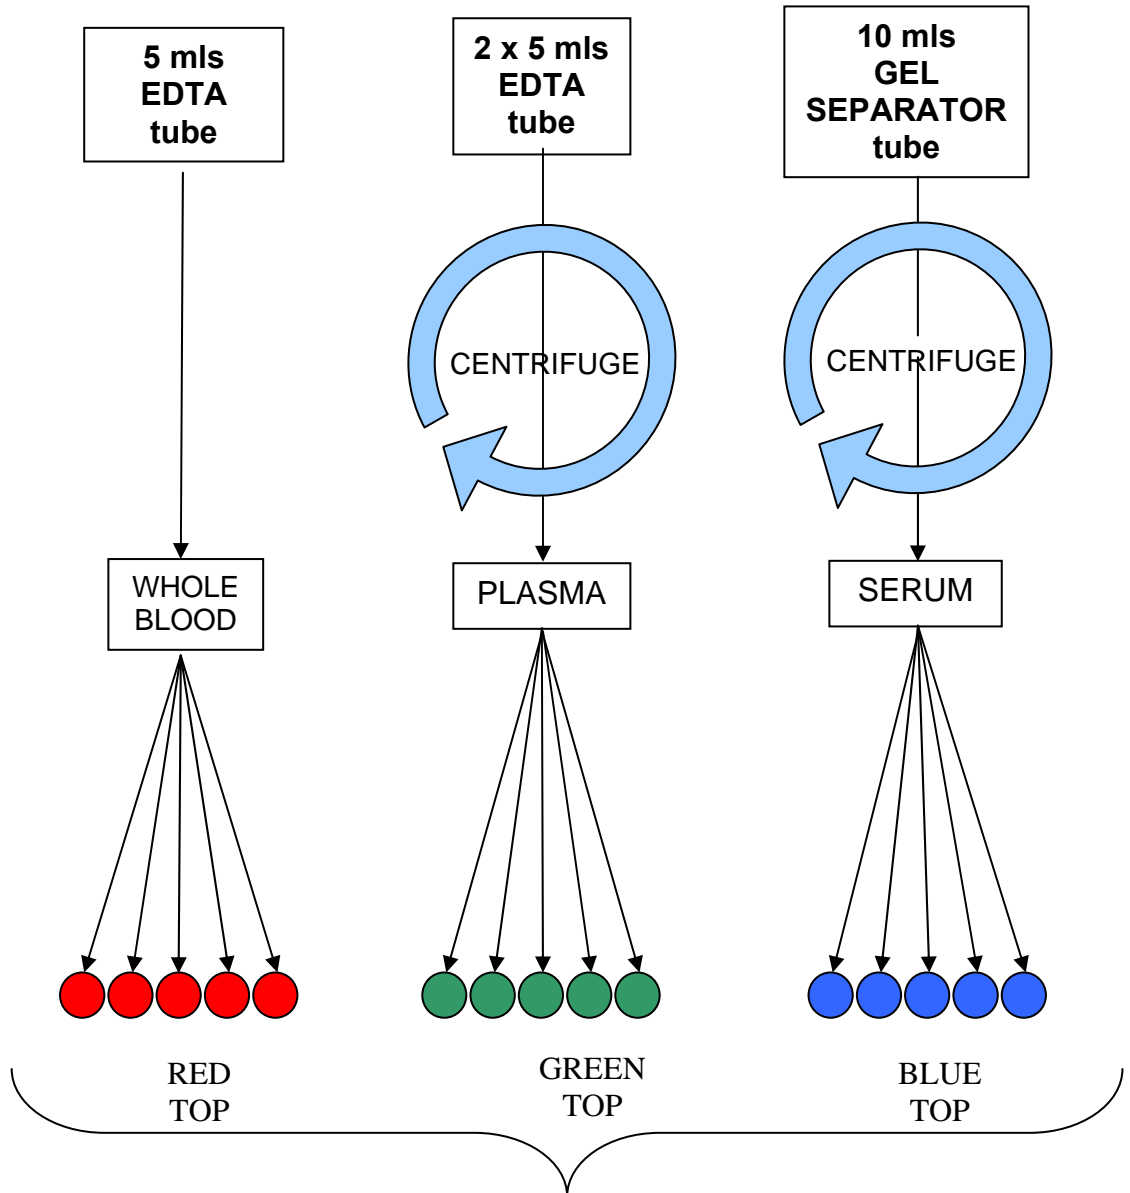 5 mls
EDTA
tube
2 x 5 mls
EDTA
tube
10 mls
GEL
SEPARATOR
tube
CENTRIFUGE
CENTRIFUGE
WHOLE
BLOOD
PLASMA
SERUM
RED
TOP
GREEN
TOP
BLUE
TOP